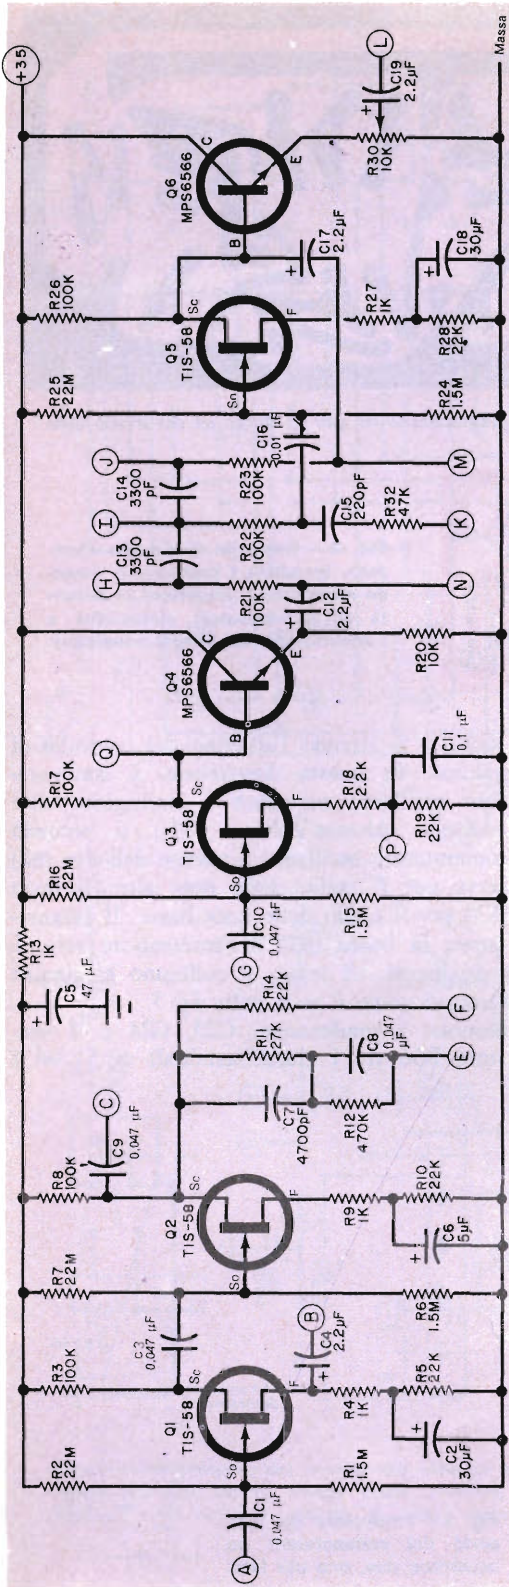 A
C1
0,047 µF
R2
22M
R1
1.5M
So
Q1
TIS-58
Sc
F
R3
100K
C3
0,047 µF
C2
30µF
R4
1K
R5
22K
C4
2.2µF
B
R7
22M
R6
1.5M
So
Q2
TIS-58
Sc
F
R8
100K
C9
0,047 µF
C
C6
5µF
R9
1K
R10
22K
C7
4700pF
R12
470K
R11
27K
C8
0,047
µF
R14
22K
E
F
C5
47 µF
R13
1K
G
C10
0,047 µF
R16
22M
R15
1.5M
So
Q3
TIS-58
Sc
F
R17
100K
Q
R18
2.2K
R19
22K
P
C11
0.1 µF
Q4
MPS6566
B
C
E
R20
10K
C12
2.2µF
H
I
J
C13
3300
pF
C14
3300
pF
R21
100K
R22
100K
R23
100K
C15
220pF
R32
47K
C16
0.01 µF
N
K
M
R25
22M
R24
1.5M
So
Q5
TIS-58
Sc
F
R26
100K
R27
1K
R28
22K
C17
2.2µF
C18
30µF
Q6
MPS6566
B
C
E
R30
10K
C19
2.2µF
L
+35
Massa